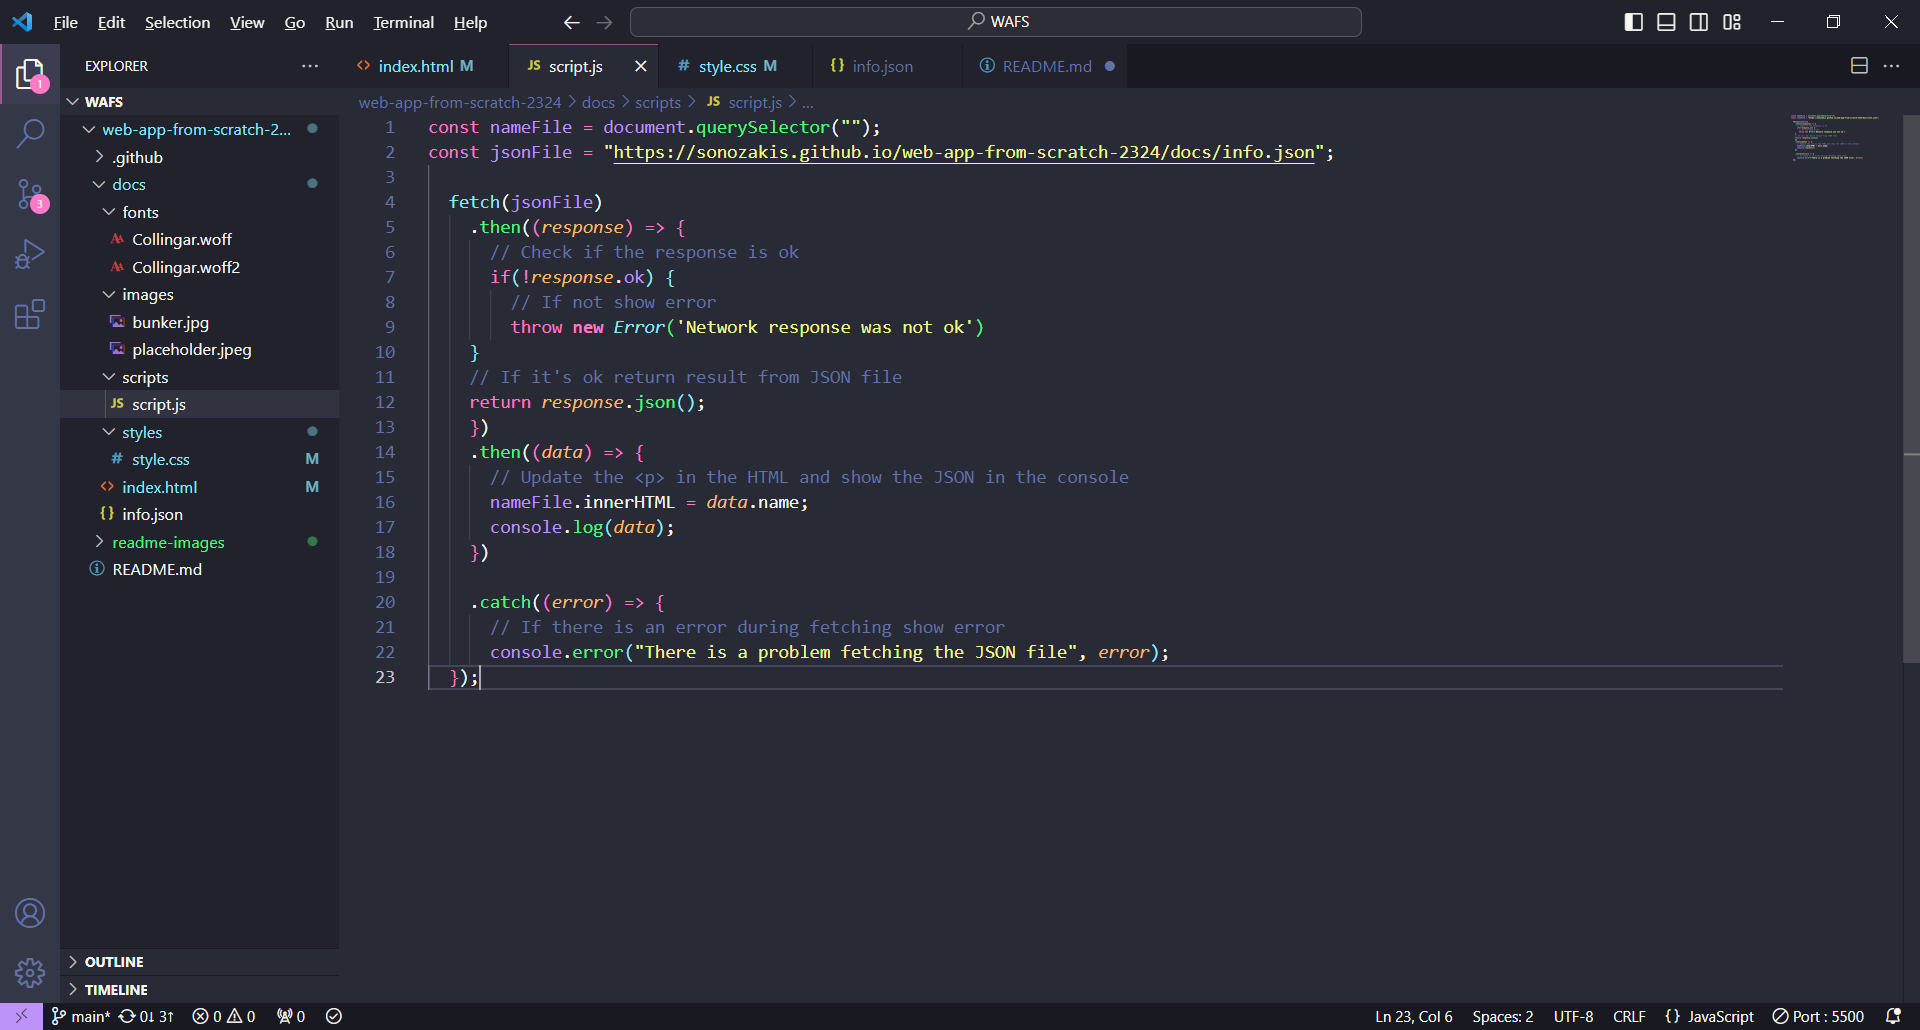 File Edit Selection View Go Run Terminal Help
WAFS
EXPLORER
WAFS
web-app-from-scratch-2...
.github
docs
fonts
Collingar.woff
Collingar.woff2
images
bunker.jpg
placeholder.jpeg
scripts
JS script.js
styles
# style.css M
<> index.html M
{} info.json
readme-images
README.md
OUTLINE
TIMELINE
1
3
<> index.html M JS script.js # style.css M {} info.json README.md
web-app-from-scratch-2324 > docs > scripts > JS script.js > ...
1 const nameFile = document.querySelector("");
2 const jsonFile = "https://sonozakis.github.io/web-app-from-scratch-2324/docs/info.json";
3
4 fetch(jsonFile)
5 .then((response) => {
6 // Check if the response is ok
7 if(!response.ok) {
8 // If not show error
9 throw new Error('Network response was not ok')
10 }
11 // If it's ok return result from JSON file
12 return response.json();
13 })
14 .then((data) => {
15 // Update the <p> in the HTML and show the JSON in the console
16 nameFile.innerHTML = data.name;
17 console.log(data);
18 })
19
20 .catch((error) => {
21 // If there is an error during fetching show error
22 console.error("There is a problem fetching the JSON file", error);
23 });
main* 0↓ 3↑ 0 0 0
Ln 23, Col 6 Spaces: 2 UTF-8 CRLF {} JavaScript Port : 5500